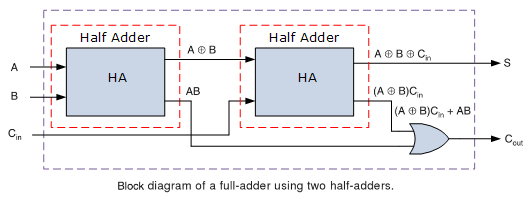 Half Adder
Half Adder
A
B
C_in
HA
A ⊕ B
AB
HA
A ⊕ B ⊕ C_in
(A ⊕ B)C_in
(A ⊕ B)C_in + AB
S
C_out
Block diagram of a full-adder using two half-adders.